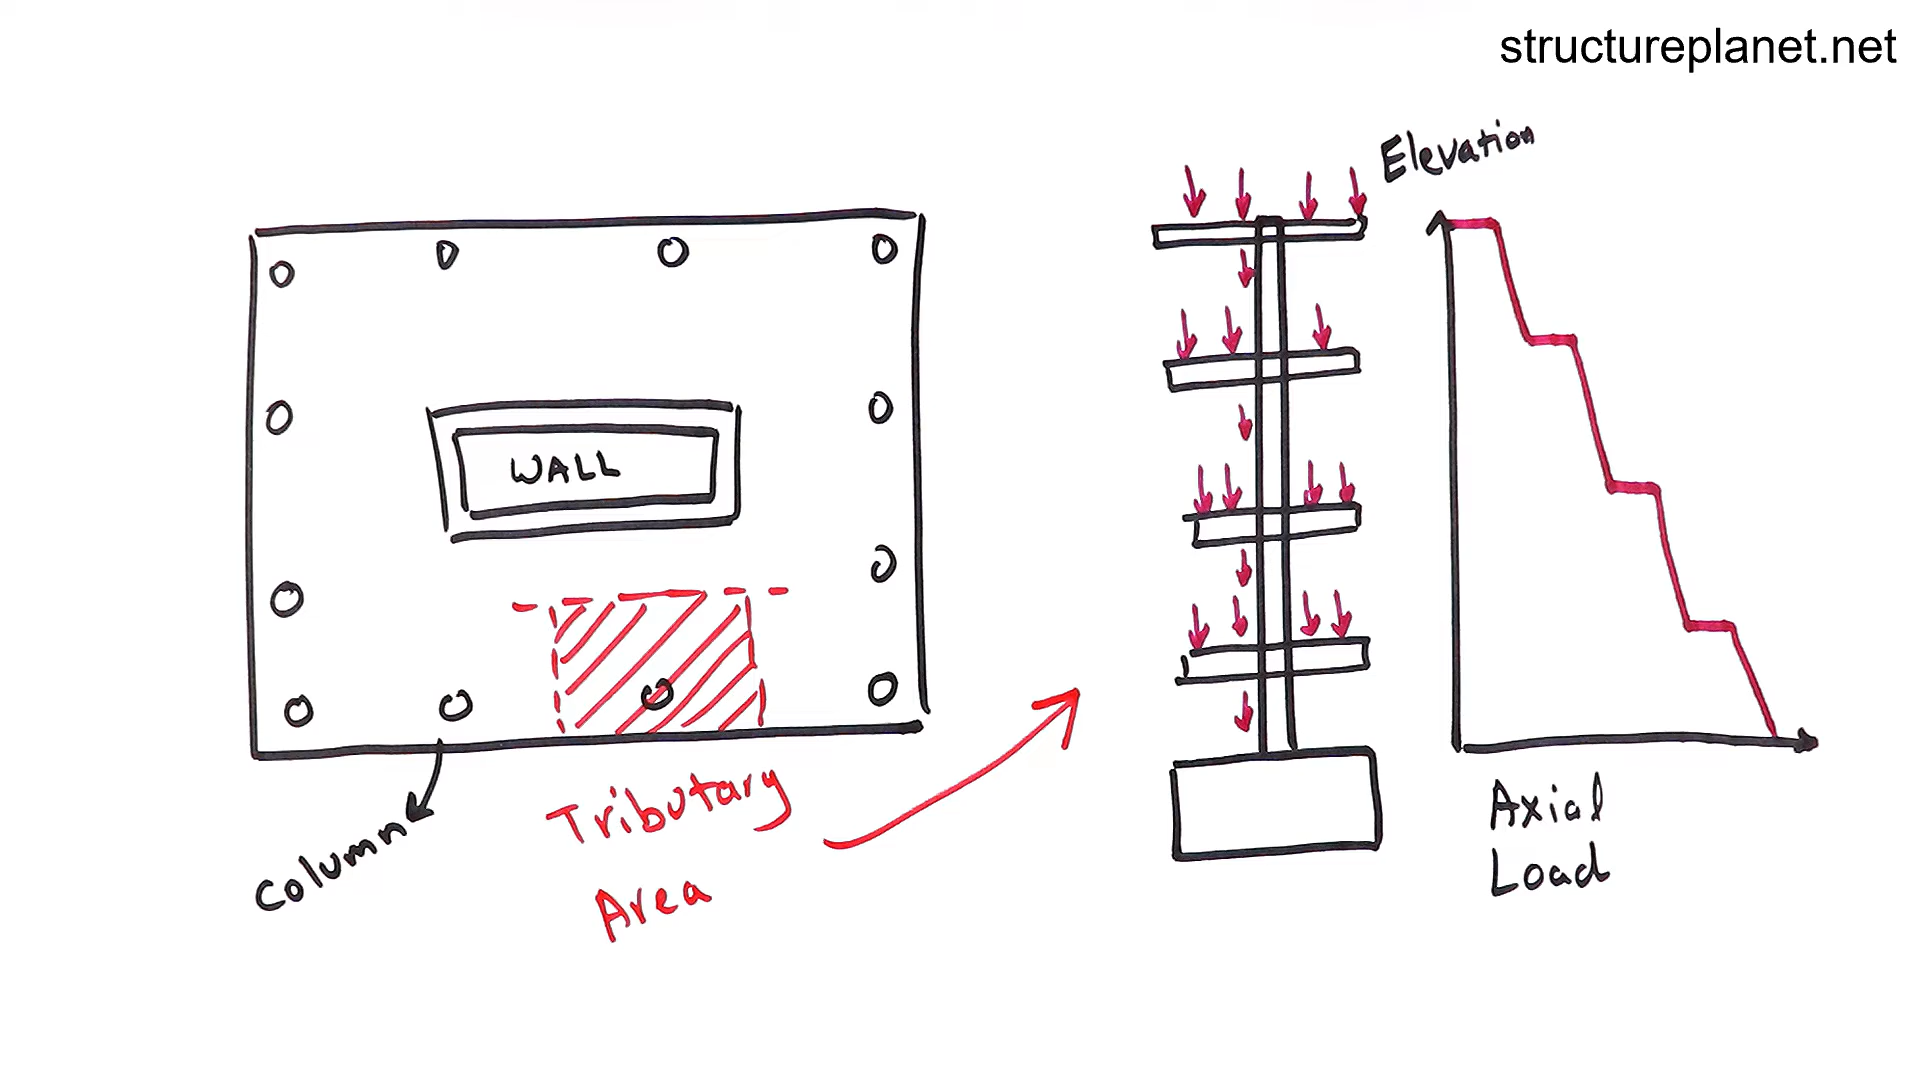 structureplanet.net
Elevation
WALL
Column
Tributary
Area
Axial
Load